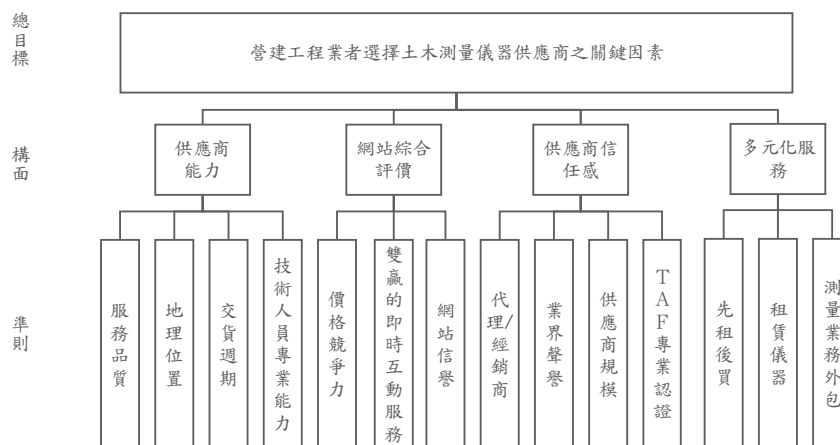 總目標
營建工程業者選擇土木測量儀器供應商之關鍵因素
構面
供應商
能力
網站綜合
評價
供應商信
任感
多元化服
務
準則
服務品質
地理位置
交貨週期
技術人員專業能力
價格競爭力
雙贏的即時互動服務
網站信譽
代理/經銷商
業界聲譽
供應商規模
TAF專業認證
先租後買
租賃儀器
測量業務外包